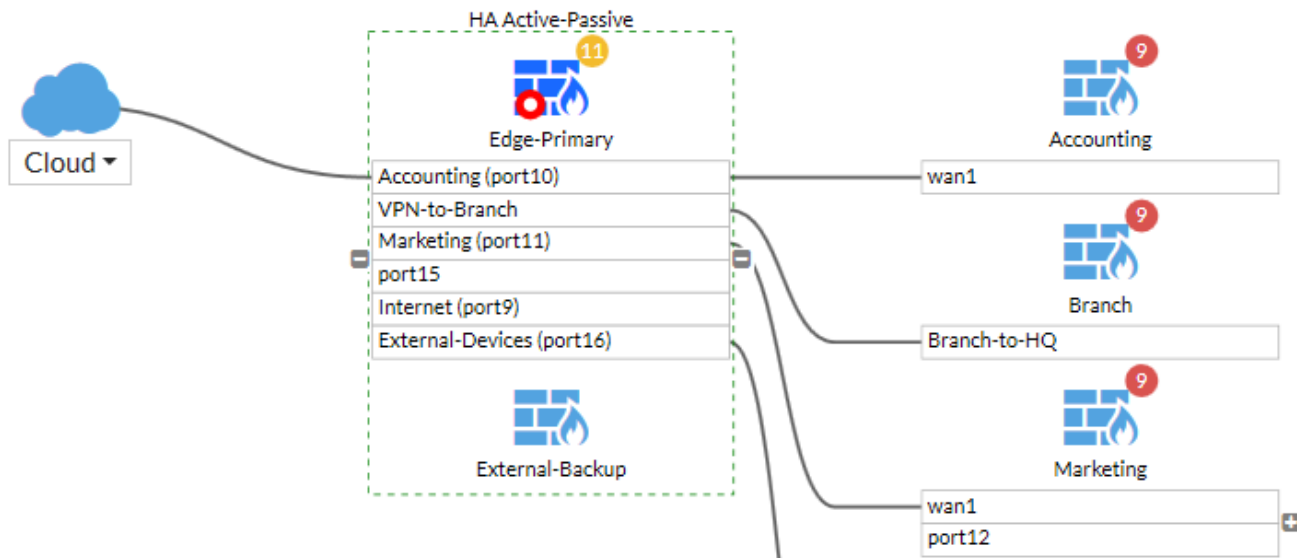 HA Active-Passive
11
Edge-Primary
Cloud
Accounting (port10)
VPN-to-Branch
Marketing (port11)
port15
Internet (port9)
External-Devices (port16)
External-Backup
9
Accounting
wan1
9
Branch
Branch-to-HQ
9
Marketing
wan1
port12